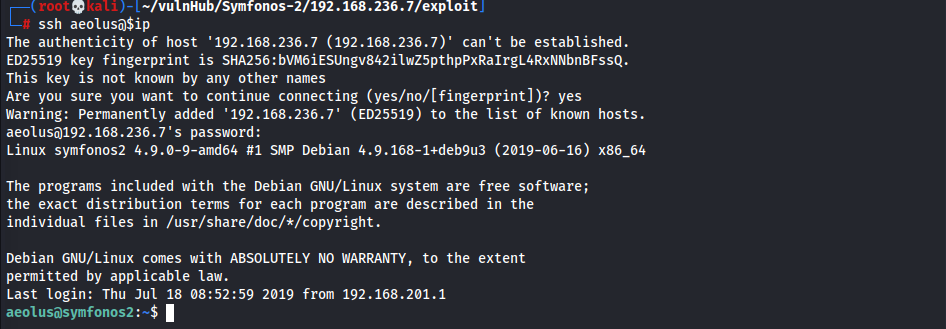 ┌──(root💀kali)-[~/vulnHub/Symfonos-2/192.168.236.7/exploit]
└─# ssh aeolus@$ip
The authenticity of host '192.168.236.7 (192.168.236.7)' can't be established.
ED25519 key fingerprint is SHA256:bVM6iESUngv842ilwZ5pthpPxRaIrgL4RxNNbnBFssQ.
This key is not known by any other names
Are you sure you want to continue connecting (yes/no/[fingerprint])? yes
Warning: Permanently added '192.168.236.7' (ED25519) to the list of known hosts.
aeolus@192.168.236.7's password:
Linux symfonos2 4.9.0-9-amd64 #1 SMP Debian 4.9.168-1+deb9u3 (2019-06-16) x86_64
The programs included with the Debian GNU/Linux system are free software;
the exact distribution terms for each program are described in the
individual files in /usr/share/doc/*/copyright.
Debian GNU/Linux comes with ABSOLUTELY NO WARRANTY, to the extent
permitted by applicable law.
Last login: Thu Jul 18 08:52:59 2019 from 192.168.201.1
aeolus@symfonos2:~$